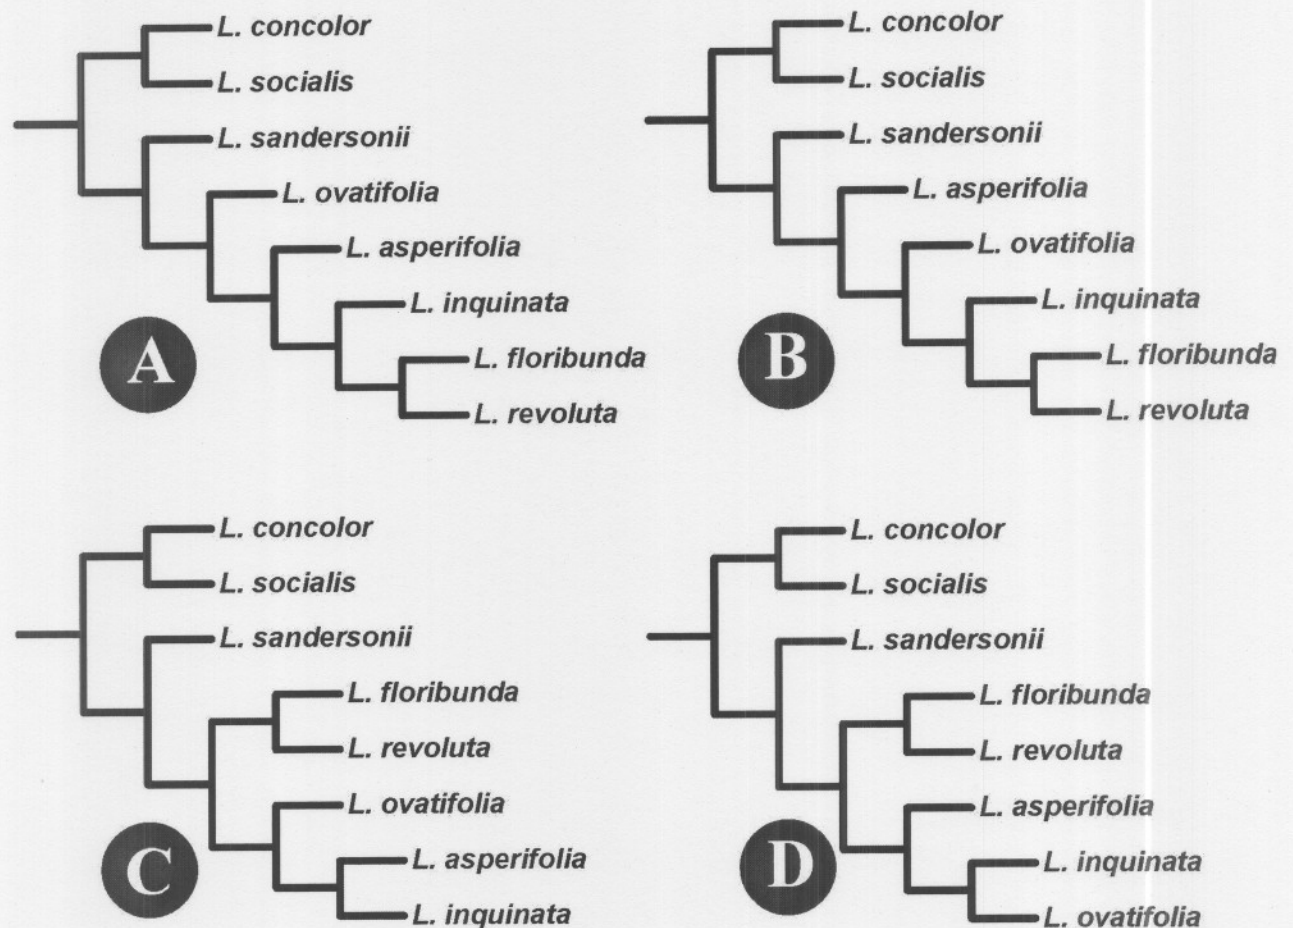 L. concolor
L. socialis
L. sandersonii
L. ovatifolia
L. asperifolia
L. inquinata
L. floribunda
L. revoluta
A
L. concolor
L. socialis
L. sandersonii
L. asperifolia
L. ovatifolia
L. inquinata
L. floribunda
L. revoluta
B
L. concolor
L. socialis
L. sandersonii
L. floribunda
L. revoluta
L. ovatifolia
L. asperifolia
L. inquinata
C
L. concolor
L. socialis
L. sandersonii
L. floribunda
L. revoluta
L. asperifolia
L. inquinata
L. ovatifolia
D